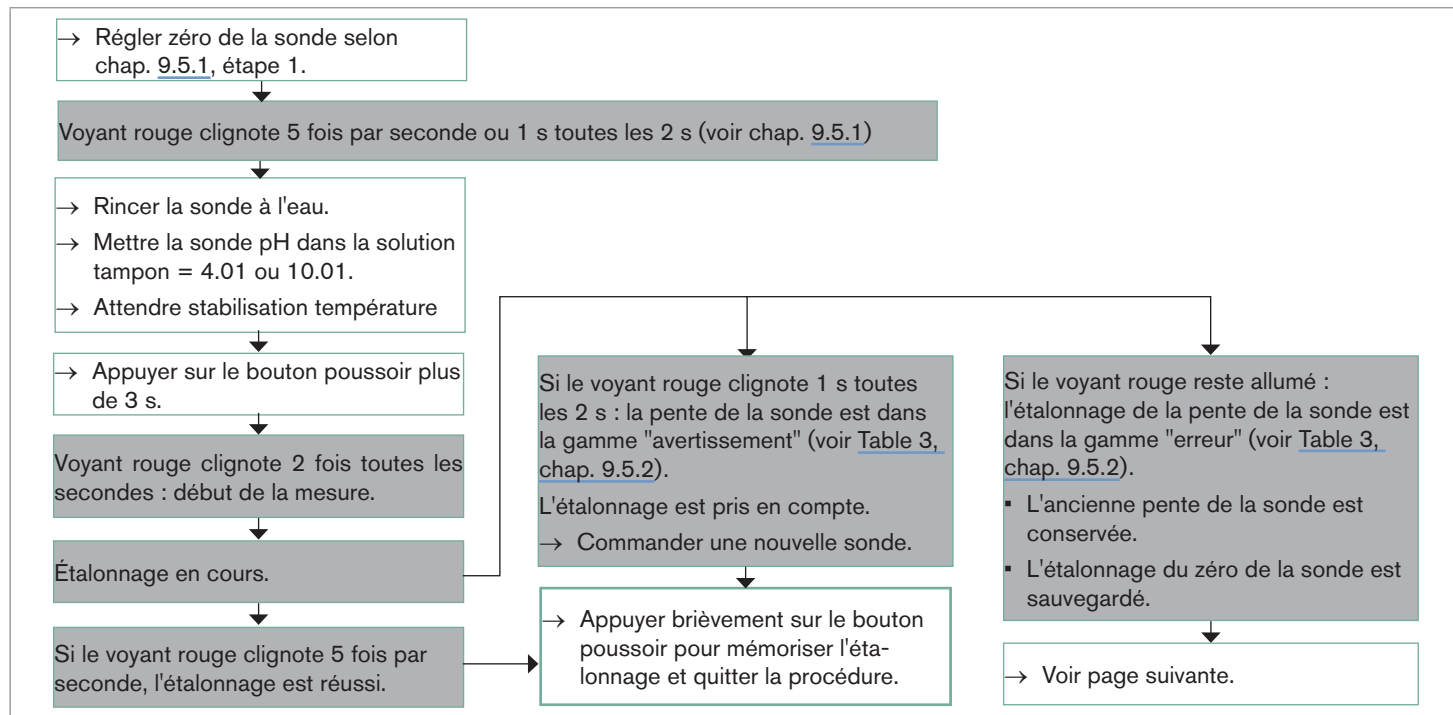 → Régler zéro de la sonde selon
chap. 9.5.1, étape 1.
Voyant rouge clignote 5 fois par seconde ou 1 s toutes les 2 s (voir chap. 9.5.1)
→ Rincer la sonde à l'eau.
→ Mettre la sonde pH dans la solution
tampon = 4.01 ou 10.01.
→ Attendre stabilisation température
→ Appuyer sur le bouton poussoir plus
de 3 s.
Voyant rouge clignote 2 fois toutes les
secondes : début de la mesure.
Étalonnage en cours.
Si le voyant rouge clignote 5 fois par
seconde, l'étalonnage est réussi.
Si le voyant rouge clignote 1 s toutes
les 2 s : la pente de la sonde est dans
la gamme "avertissement" (voir Table 3,
chap. 9.5.2).
L'étalonnage est pris en compte.
→ Commander une nouvelle sonde.
→ Appuyer brièvement sur le bouton
poussoir pour mémoriser l'éta-
lonnage et quitter la procédure.
Si le voyant rouge reste allumé :
l'étalonnage de la pente de la sonde est
dans la gamme "erreur" (voir Table 3,
chap. 9.5.2).
▪ L'ancienne pente de la sonde est
conservée.
▪ L'étalonnage du zéro de la sonde est
sauvegardé.
→ Voir page suivante.